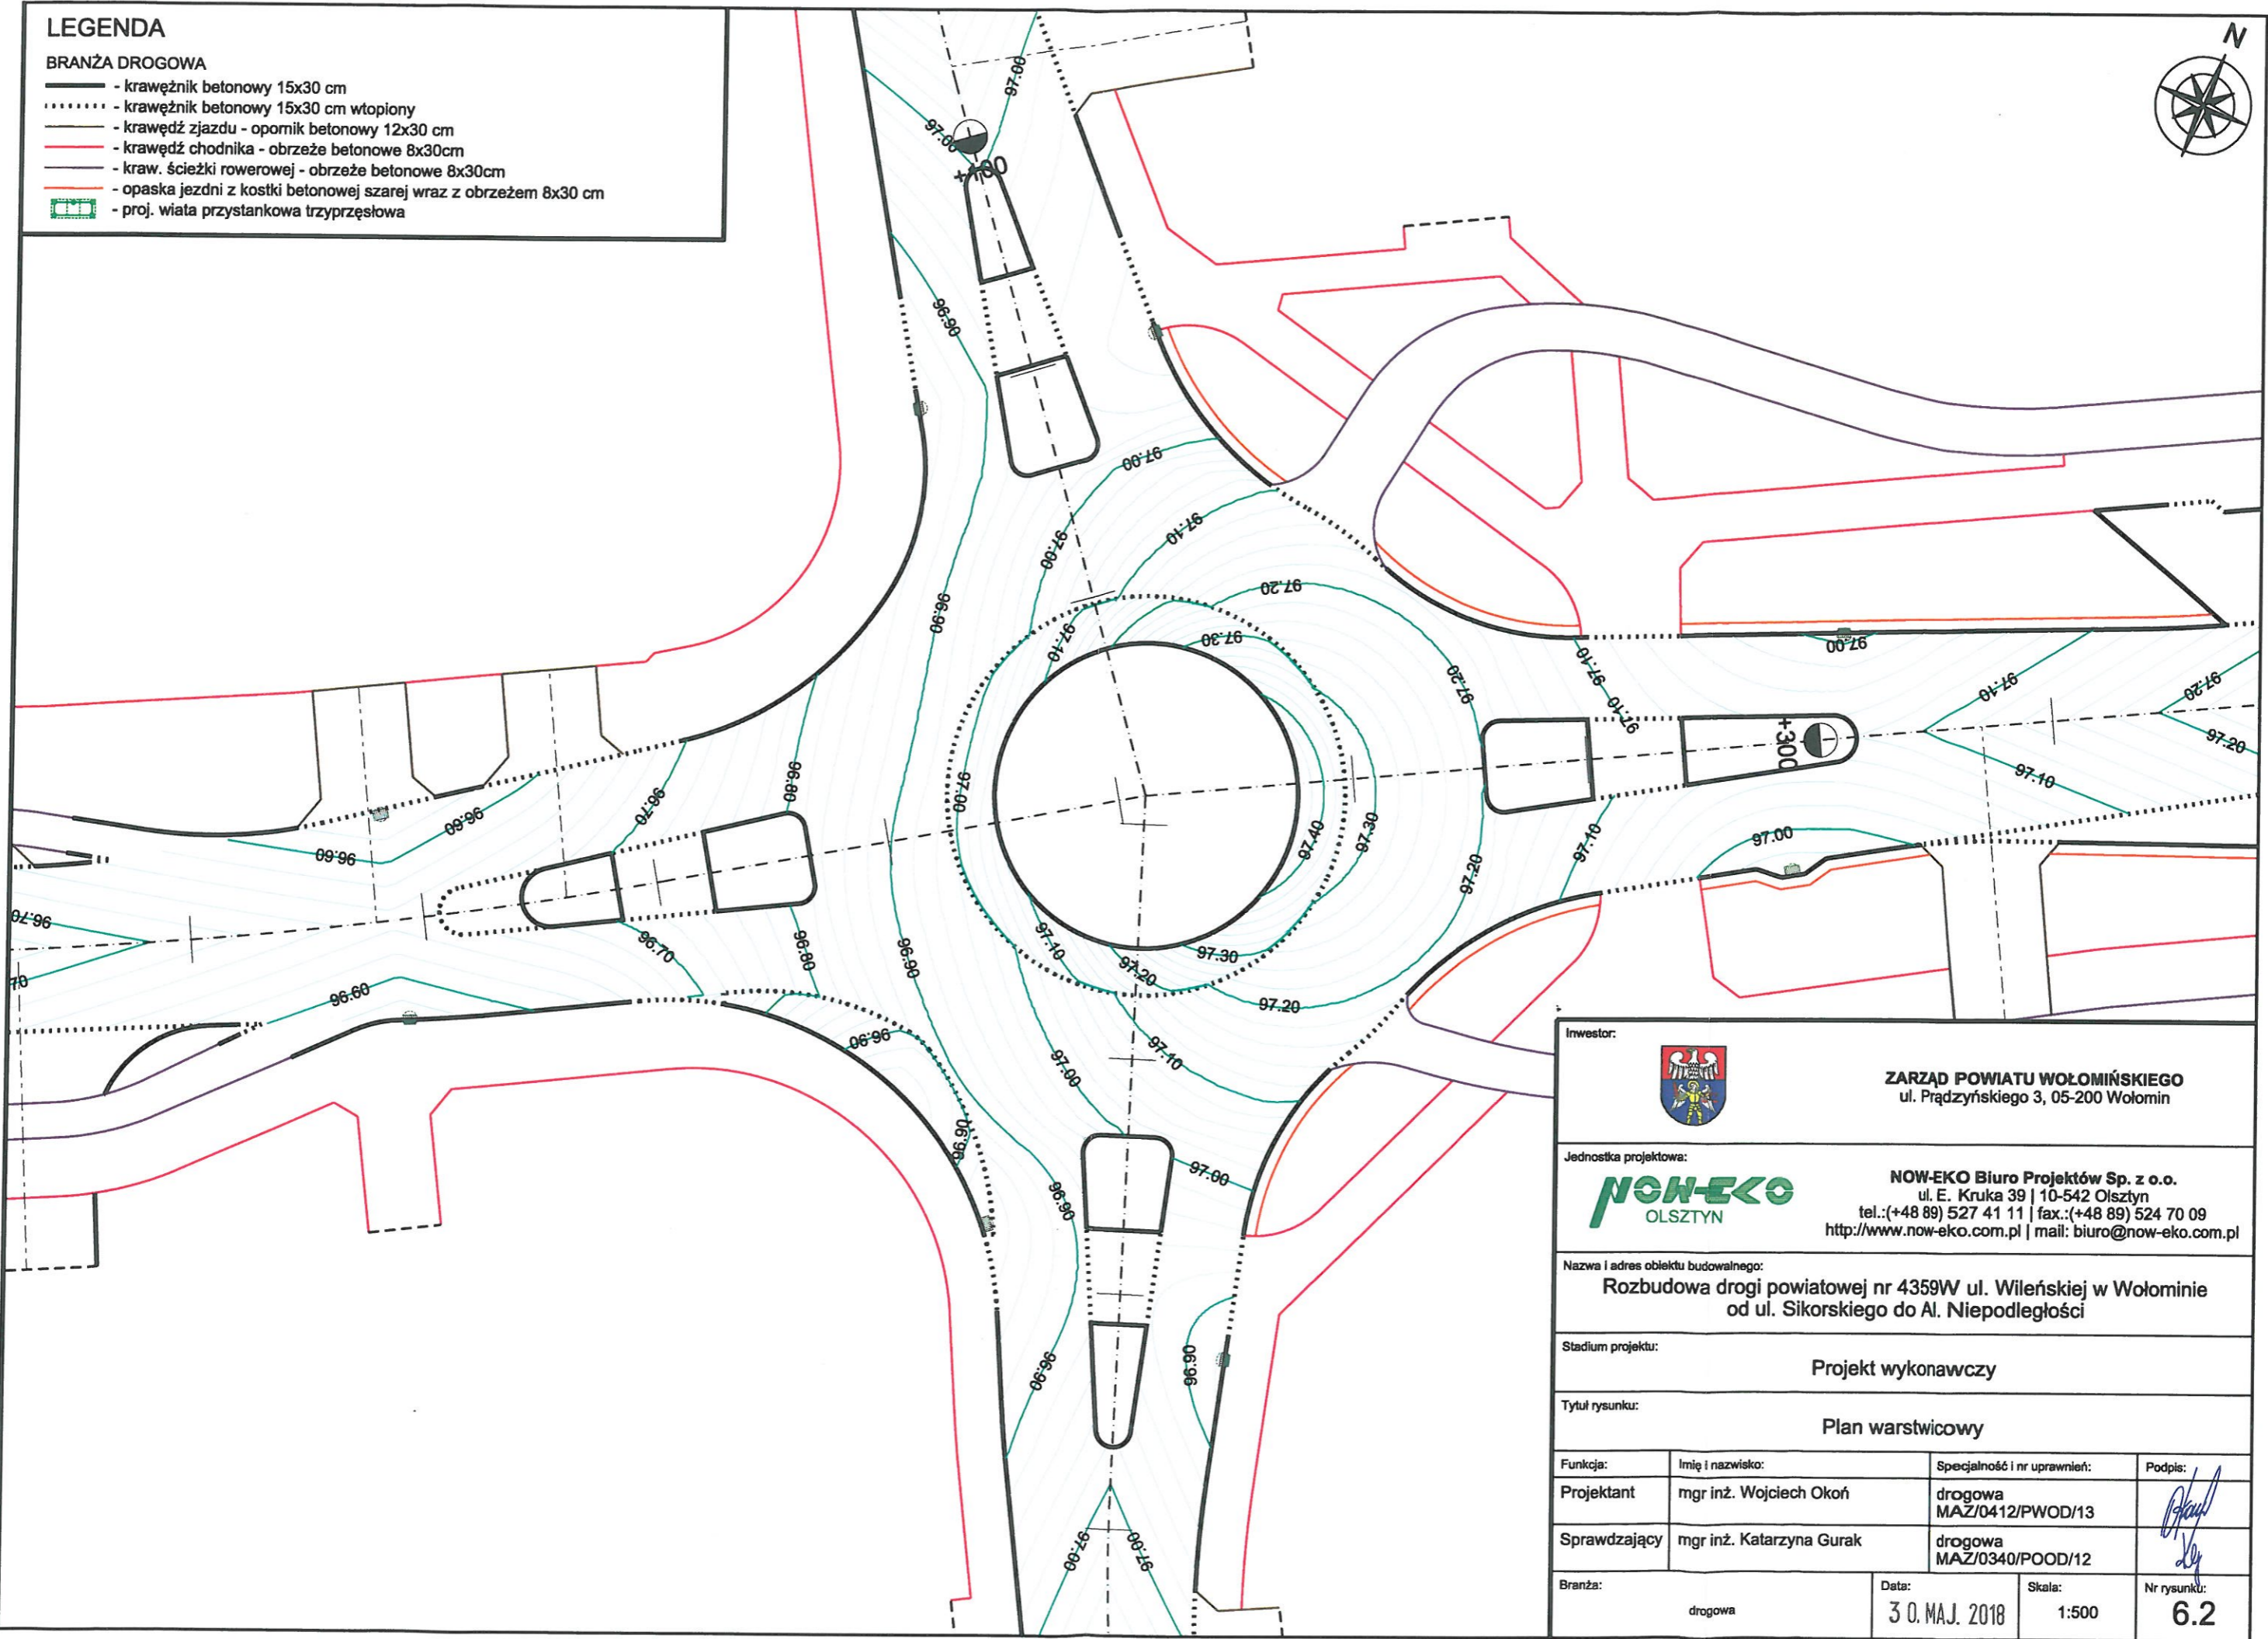 LEGENDA
BRANŻA DROGOWA
- krawężnik betonowy 15x30 cm
- krawężnik betonowy 15x30 cm wtopiony
- krawędź zjazdu - opornik betonowy 12x30 cm
- krawędź chodnika - obrzeże betonowe 8x30cm
- kraw. ścieżki rowerowej - obrzeże betonowe 8x30cm
- opaska jezdni z kostki betonowej szarej wraz z obrzeżem 8x30 cm
- proj. wiata przystankowa trzyprzęsłowa
N
97.00
97.00
+100
96.90
97.00
97.00
97.10
97.20
97.30
97.10
96.90
97.20
97.10
97.10
97.00
97.10
97.20
97.20
97.10
+300
96.80
96.70
96.60
96.60
97.00
97.40
97.30
97.20
97.10
97.00
96.70
70
96.70
96.80
96.90
97.10
97.20
97.30
97.20
96.60
96.90
97.00
97.10
96.90
96.90
97.00
96.90
96.90
97.00
97.00
Inwestor:
ZARZĄD POWIATU WOŁOMIŃSKIEGO
ul. Prądzyńskiego 3, 05-200 Wołomin
Jednostka projektowa:
NOW-EKO
OLSZTYN
NOW-EKO Biuro Projektów Sp. z o.o.
ul. E. Kruka 39 | 10-542 Olsztyn
tel.:(+48 89) 527 41 11 | fax.:(+48 89) 524 70 09
http://www.now-eko.com.pl | mail: biuro@now-eko.com.pl
Nazwa i adres obiektu budowalnego:
Rozbudowa drogi powiatowej nr 4359W ul. Wileńskiej w Wołominie
od ul. Sikorskiego do Al. Niepodległości
Stadium projektu:
Projekt wykonawczy
Tytuł rysunku:
Plan warstwicowy
Funkcja:
Imię i nazwisko:
Specjalność i nr uprawnień:
Podpis:
Projektant
mgr inż. Wojciech Okoń
drogowa
MAZ/0412/PWOD/13
Sprawdzający
mgr inż. Katarzyna Gurak
drogowa
MAZ/0340/POOD/12
Branża:
drogowa
Data:
30. MAJ. 2018
Skala:
1:500
Nr rysunku:
6.2